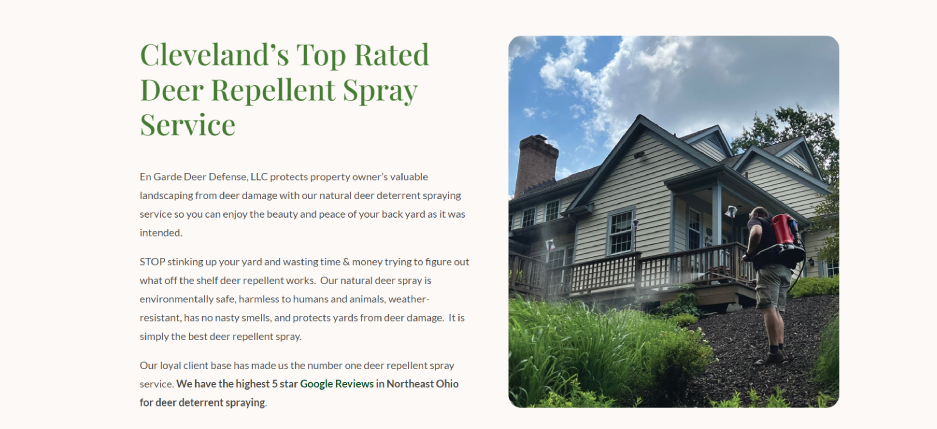 Cleveland’s Top Rated
Deer Repellent Spray
Service
En Garde Deer Defense, LLC protects property owner’s valuable
landscaping from deer damage with our natural deer deterrent spraying
service so you can enjoy the beauty and peace of your back yard as it was
intended.
STOP stinking up your yard and wasting time & money trying to figure out
what off the shelf deer repellent works.  Our natural deer spray is
environmentally safe, harmless to humans and animals, weather-
resistant, has no nasty smells, and protects yards from deer damage.  It is
simply the best deer repellent spray.
Our loyal client base has made us the number one deer repellent spray
service. We have the highest 5 star Google Reviews in Northeast Ohio
for deer deterrent spraying.